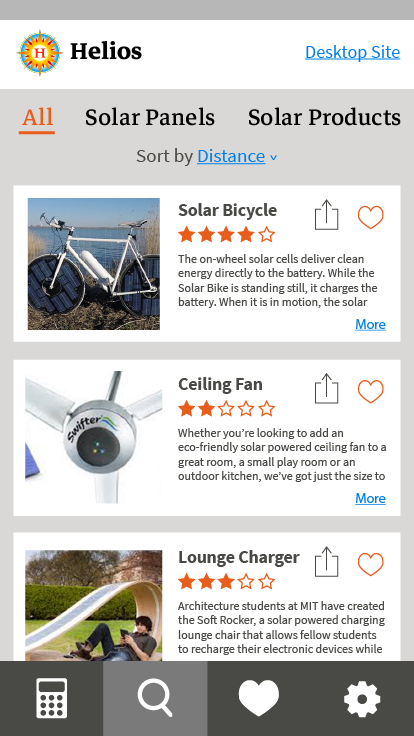 H Helios Desktop Site
All Solar Panels Solar Products
Sort by Distance
Solar Bicycle
The on-wheel solar cells deliver clean
energy directly to the battery. While the
Solar Bike is standing still, it charges the
battery. When it is in motion, the solar
More
Swifter
Ceiling Fan
Whether you're looking to add an
eco-friendly solar powered ceiling fan to a
great room, a small play room or an
outdoor kitchen, we've got just the size to
More
Lounge Charger
Architecture students at MIT have created
the Soft Rocker, a solar powered charging
lounge chair that allows fellow students
to recharge their electronic devices while